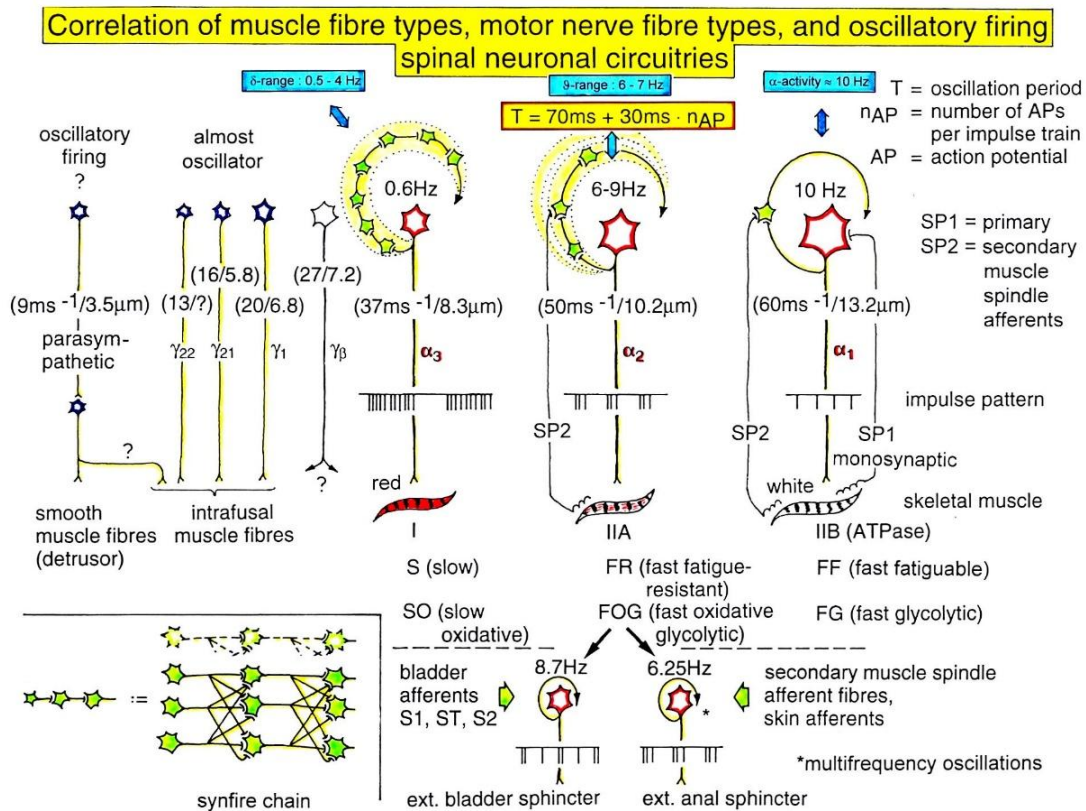 Correlation of muscle fibre types, motor nerve fibre types, and oscillatory firing
spinal neuronal circuitries
δ-range : 0.5 - 4 Hz
ϑ-range : 6 - 7 Hz
α-activity ≈ 10 Hz
T = 70ms + 30ms · nAP
T = oscillation period
nAP = number of APs
per impulse train
AP = action potential
SP1 = primary
SP2 = secondary
muscle
spindle
afferents
oscillatory
firing
?
almost
oscillator
0.6Hz
6-9Hz
10 Hz
(16/5.8)
(27/7.2)
(9ms -1/3.5μm)
(13/?)
(20/6.8)
(37ms -1/8.3μm)
(50ms -1/10.2μm)
(60ms -1/13.2μm)
parasym-
pathetic
γ22
γ21
γ1
γβ
α3
α2
α1
impulse pattern
SP2
SP2
SP1
monosynaptic
?
?
red
white
skeletal muscle
smooth
muscle fibres
(detrusor)
intrafusal
muscle fibres
I
IIA
IIB (ATPase)
S (slow)
FR (fast fatigue-
resistant)
FF (fast fatiguable)
SO (slow
oxidative)
FOG (fast oxidative
glycolytic)
FG (fast glycolytic)
:=
synfire chain
bladder
afferents
S1, ST, S2
8.7Hz
6.25Hz
*
secondary muscle spindle
afferent fibres,
skin afferents
*multifrequency oscillations
ext. bladder sphincter
ext. anal sphincter